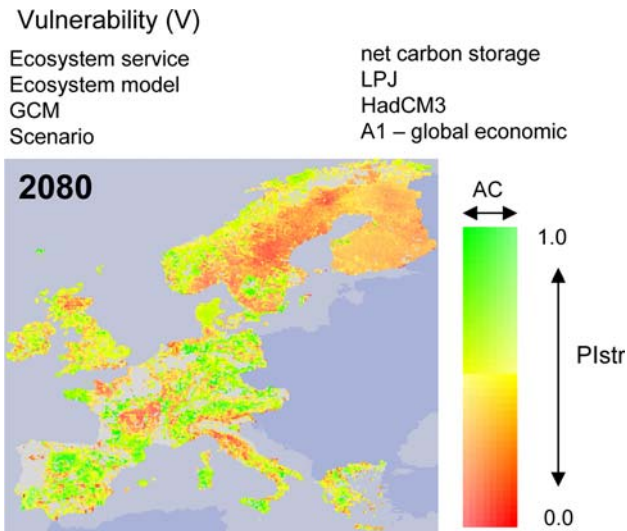 Vulnerability (V)
Ecosystem service net carbon storage
Ecosystem model LPJ
GCM HadCM3
Scenario A1 – global economic
2080
AC
1.0
PIstr
0.0